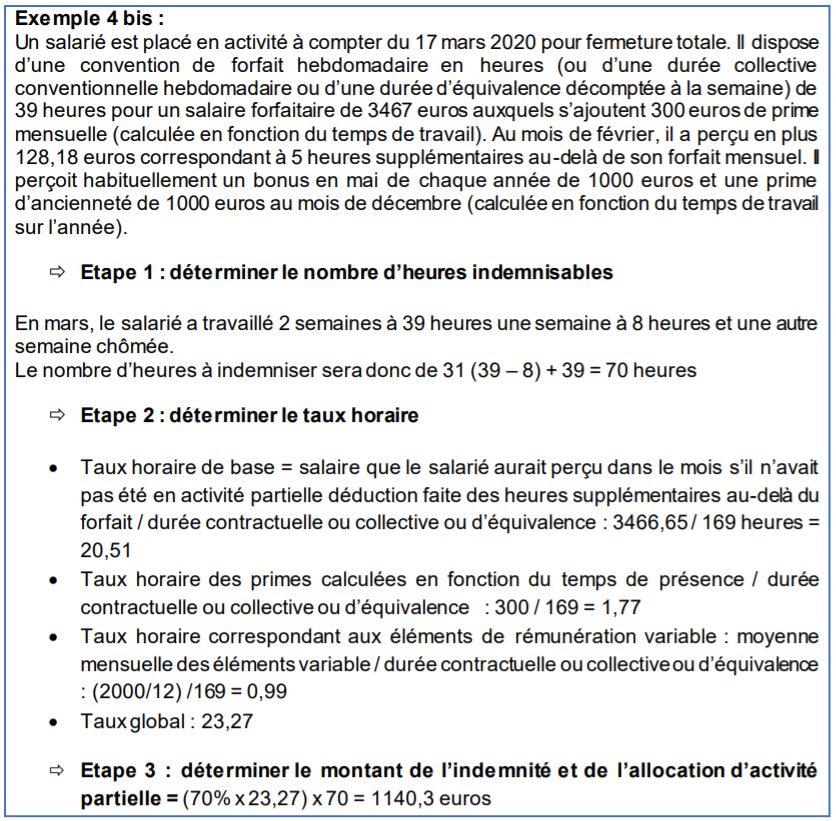 Exemple 4 bis :
Un salarié est placé en activité à compter du 17 mars 2020 pour fermeture totale. Il dispose
d'une convention de forfait hebdomadaire en heures (ou d'une durée collective
conventionnelle hebdomadaire ou d'une durée d'équivalence décomptée à la semaine) de
39 heures pour un salaire forfaitaire de 3467 euros auxquels s'ajoutent 300 euros de prime
mensuelle (calculée en fonction du temps de travail). Au mois de février, il a perçu en plus
128,18 euros correspondant à 5 heures supplémentaires au-delà de son forfait mensuel. Il
perçoit habituellement un bonus en mai de chaque année de 1000 euros et une prime
d'ancienneté de 1000 euros au mois de décembre (calculée en fonction du temps de travail
sur l'année).
⇨ Etape 1 : déterminer le nombre d'heures indemnisables
En mars, le salarié a travaillé 2 semaines à 39 heures une semaine à 8 heures et une autre
semaine chômée.
Le nombre d'heures à indemniser sera donc de 31 (39 – 8) + 39 = 70 heures
⇨ Etape 2 : déterminer le taux horaire
• Taux horaire de base = salaire que le salarié aurait perçu dans le mois s'il n'avait
pas été en activité partielle déduction faite des heures supplémentaires au-delà du
forfait / durée contractuelle ou collective ou d'équivalence : 3466,65 / 169 heures =
20,51
• Taux horaire des primes calculées en fonction du temps de présence / durée
contractuelle ou collective ou d'équivalence : 300 / 169 = 1,77
• Taux horaire correspondant aux éléments de rémunération variable : moyenne
mensuelle des éléments variable / durée contractuelle ou collective ou d'équivalence
: (2000/12) /169 = 0,99
• Taux global : 23,27
⇨ Etape 3 : déterminer le montant de l'indemnité et de l'allocation d'activité
partielle = (70% x 23,27) x 70 = 1140,3 euros